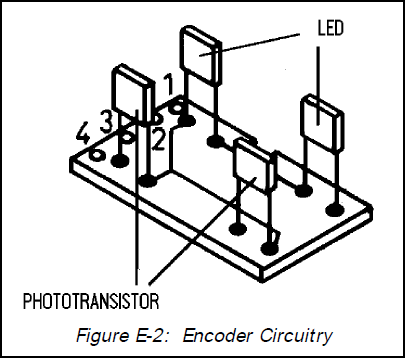 LED
1
2
3
4
PHOTOTRANSISTOR
Figure E-2: Encoder Circuitry